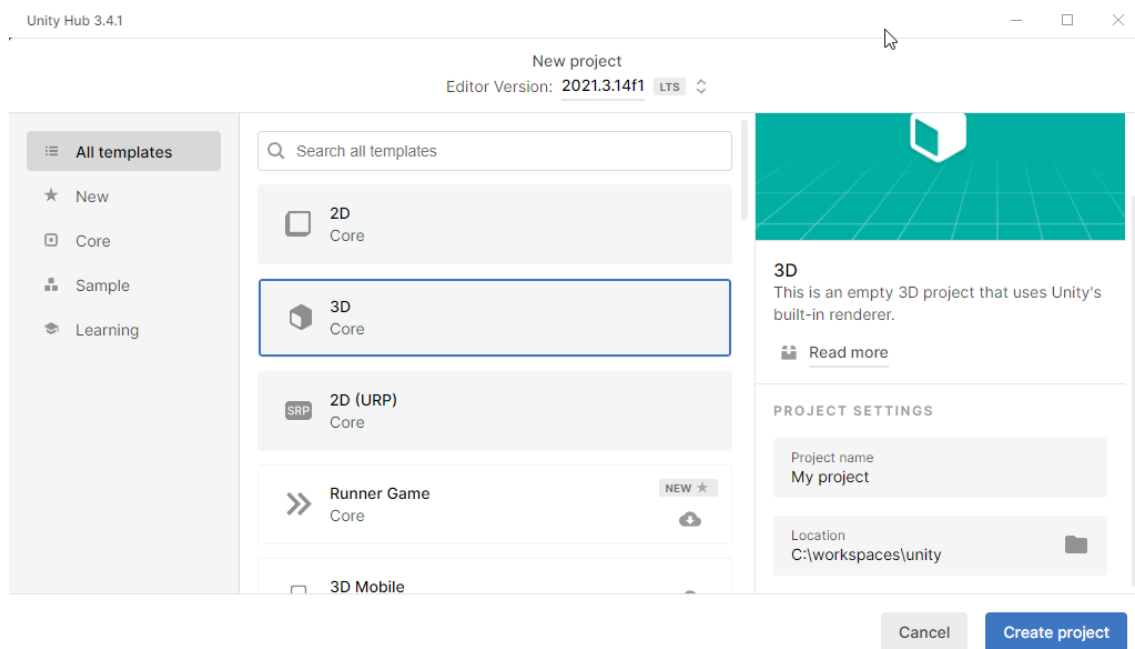 Unity Hub 3.4.1
New project
Editor Version: 2021.3.14f1 LTS
All templates
New
Core
Sample
Learning
Search all templates
2D
Core
3D
Core
SRP
2D (URP)
Core
Runner Game
Core
NEW
3D Mobile
3D
This is an empty 3D project that uses Unity's
built-in renderer.
Read more
PROJECT SETTINGS
Project name
My project
Location
C:\workspaces\unity
Cancel
Create project